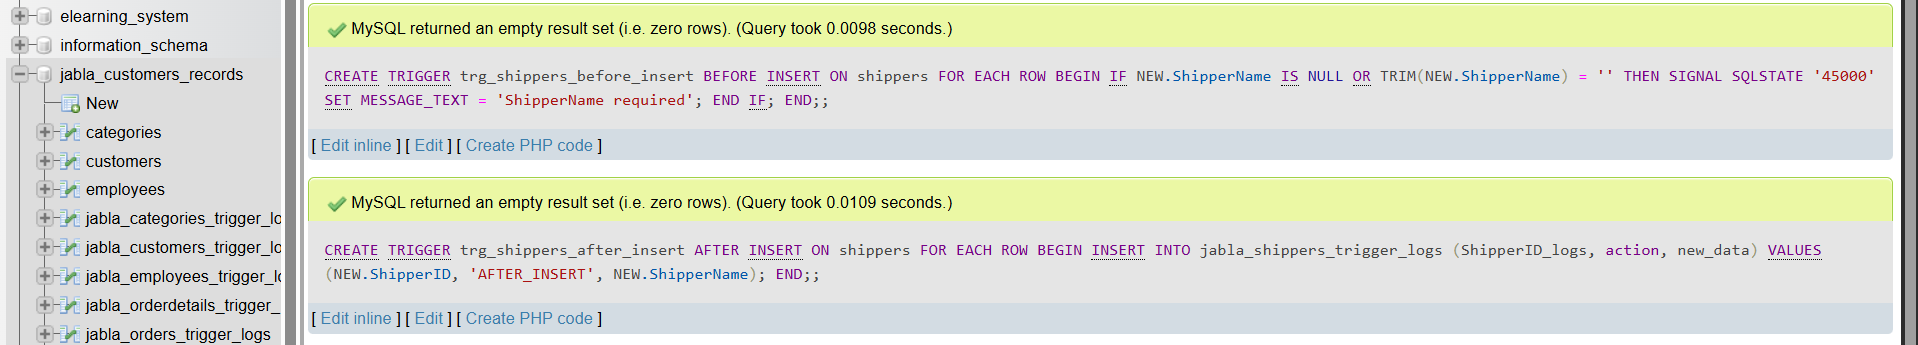 elearning_system
information_schema
jabla_customers_records
New
categories
customers
employees
jabla_categories_trigger_lo
jabla_customers_trigger_lo
jabla_employees_trigger_lo
jabla_orderdetails_trigger_
jabla_orders_trigger_logs
MySQL returned an empty result set (i.e. zero rows). (Query took 0.0098 seconds.)
CREATE TRIGGER trg_shippers_before_insert BEFORE INSERT ON shippers FOR EACH ROW BEGIN IF NEW.ShipperName IS NULL OR TRIM(NEW.ShipperName) = '' THEN SIGNAL SQLSTATE '45000'
SET MESSAGE_TEXT = 'ShipperName required'; END IF; END;;
[ Edit inline ] [ Edit ] [ Create PHP code ]
MySQL returned an empty result set (i.e. zero rows). (Query took 0.0109 seconds.)
CREATE TRIGGER trg_shippers_after_insert AFTER INSERT ON shippers FOR EACH ROW BEGIN INSERT INTO jabla_shippers_trigger_logs (ShipperID_logs, action, new_data) VALUES
(NEW.ShipperID, 'AFTER_INSERT', NEW.ShipperName); END;;
[ Edit inline ] [ Edit ] [ Create PHP code ]